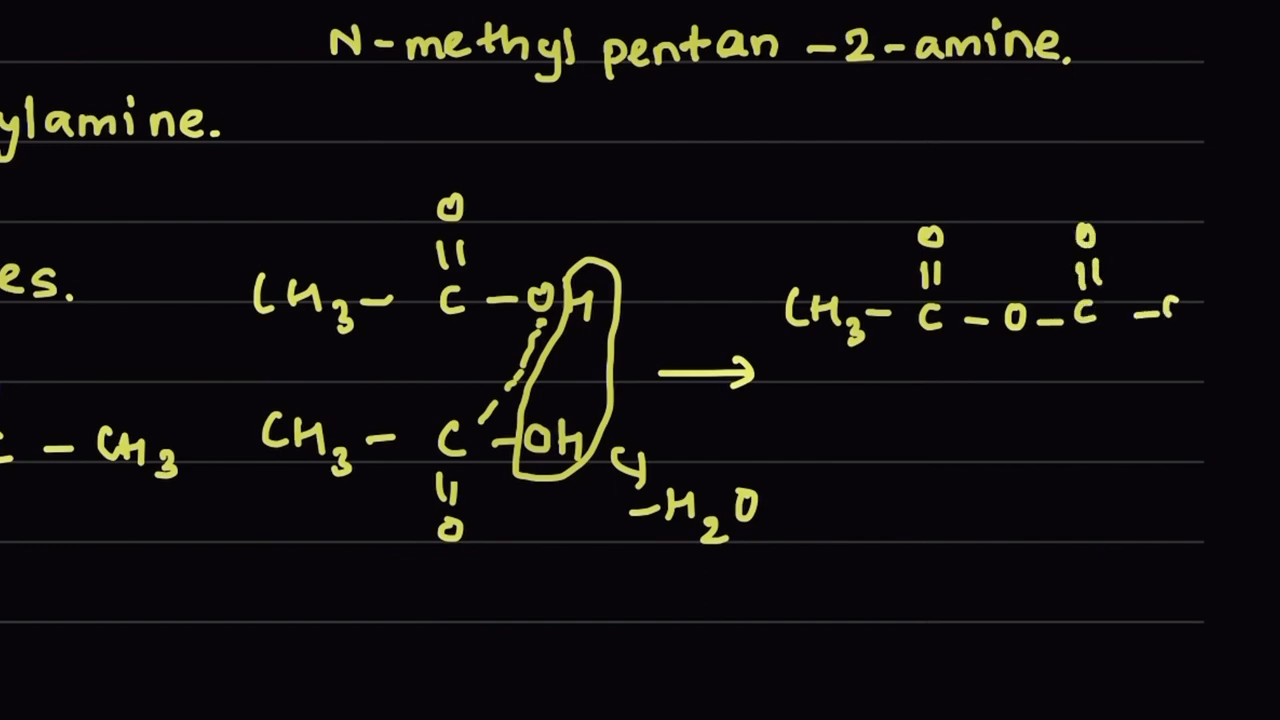 N-methyl pentan -2-amine.
ylamine.
O
O O
|| || ||
es. CH3- C -OH CH3- C -O- C -
→
- CH3 CH3- C -OH
|| -H2O
O